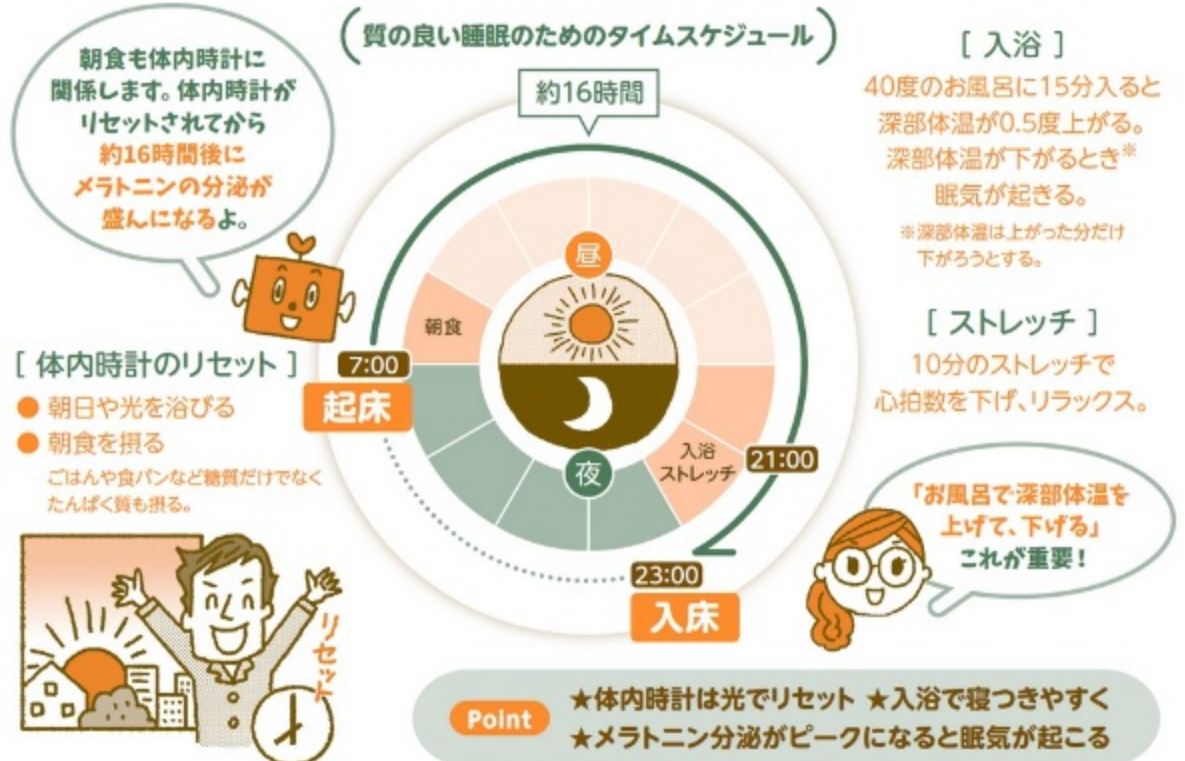 質の良い睡眠のためのタイムスケジュール
朝食も体内時計に
関係します。体内時計が
リセットされてから
約16時間後に
メラトニンの分泌が
盛んになるよ。
約16時間
昼
朝食
7:00
起床
夜
入浴
ストレッチ
21:00
23:00
入床
[ 体内時計のリセット ]
● 朝日や光を浴びる
● 朝食を摂る
ごはんや食パンなど糖質だけでなく
たんぱく質も摂る。
リセット
[ 入浴 ]
40度のお風呂に15分入ると
深部体温が0.5度上がる。
深部体温が下がるとき※
眠気が起きる。
※深部体温は上がった分だけ
下がろうとする。
[ ストレッチ ]
10分のストレッチで
心拍数を下げ、リラックス。
「お風呂で深部体温を
上げて、下げる」
これが重要!
Point
★体内時計は光でリセット ★入浴で寝つきやすく
★メラトニン分泌がピークになると眠気が起こる